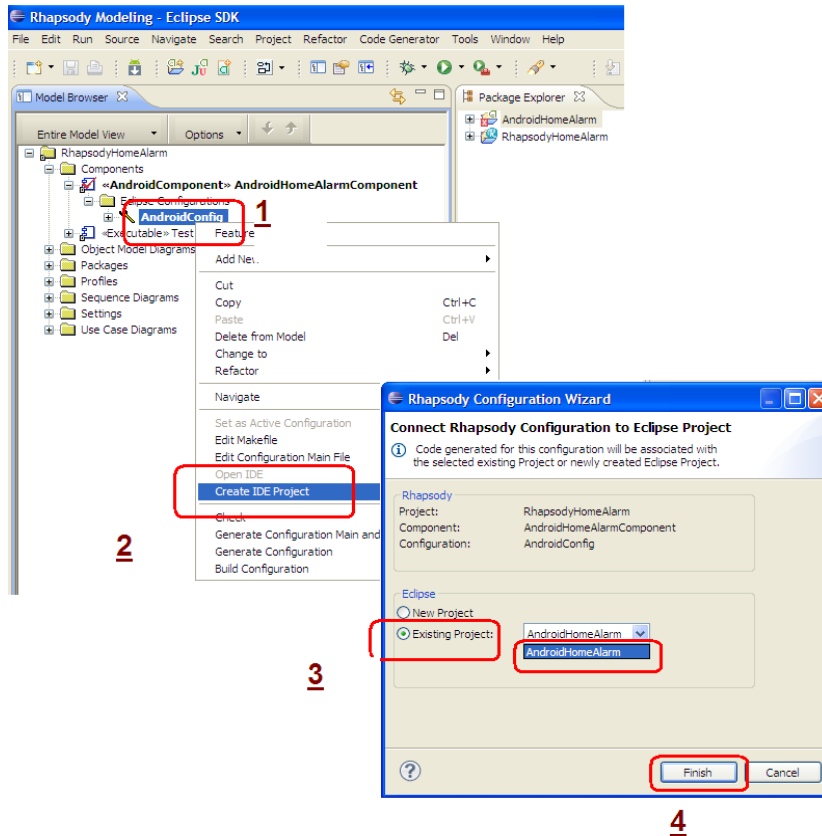 Rhapsody Modeling - Eclipse SDK
File Edit Run Source Navigate Search Project Refactor Code Generator Tools Window Help
Model Browser
Package Explorer
Entire Model View
Options
AndroidHomeAlarm
RhapsodyHomeAlarm
RhapsodyHomeAlarm
Components
«AndroidComponent» AndroidHomeAlarmComponent
Eclipse Configurations
AndroidConfig
1
«Executable» Test
Object Model Diagrams
Packages
Profiles
Sequence Diagrams
Settings
Use Case Diagrams
Feature
Add New.
Cut
Copy Ctrl+C
Paste Ctrl+V
Delete from Model Del
Change to
Refactor
Navigate
Set as Active Configuration
Edit Makefile
Edit Configuration Main File
Open IDE
Create IDE Project
2
Check
Generate Configuration Main and
Generate Configuration
Build Configuration
Rhapsody Configuration Wizard
Connect Rhapsody Configuration to Eclipse Project
Code generated for this configuration will be associated with
the selected existing Project or newly created Eclipse Project.
Rhapsody
Project: RhapsodyHomeAlarm
Component: AndroidHomeAlarmComponent
Configuration: AndroidConfig
Eclipse
New Project
Existing Project: AndroidHomeAlarm
AndroidHomeAlarm
3
Finish
Cancel
4